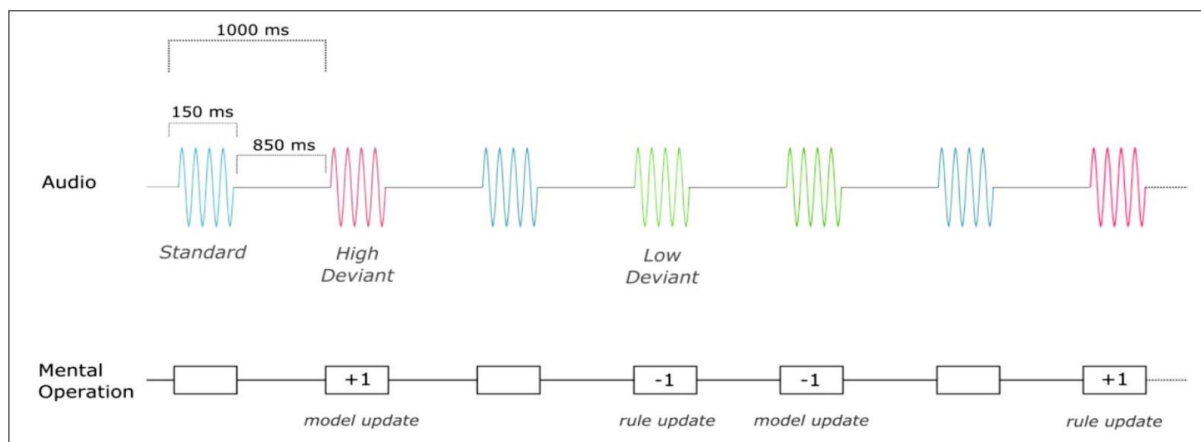 1000 ms
150 ms
850 ms
Audio
Standard
High
Deviant
Low
Deviant
Mental
Operation
+1
-1
-1
+1
model update
rule update
model update
rule update